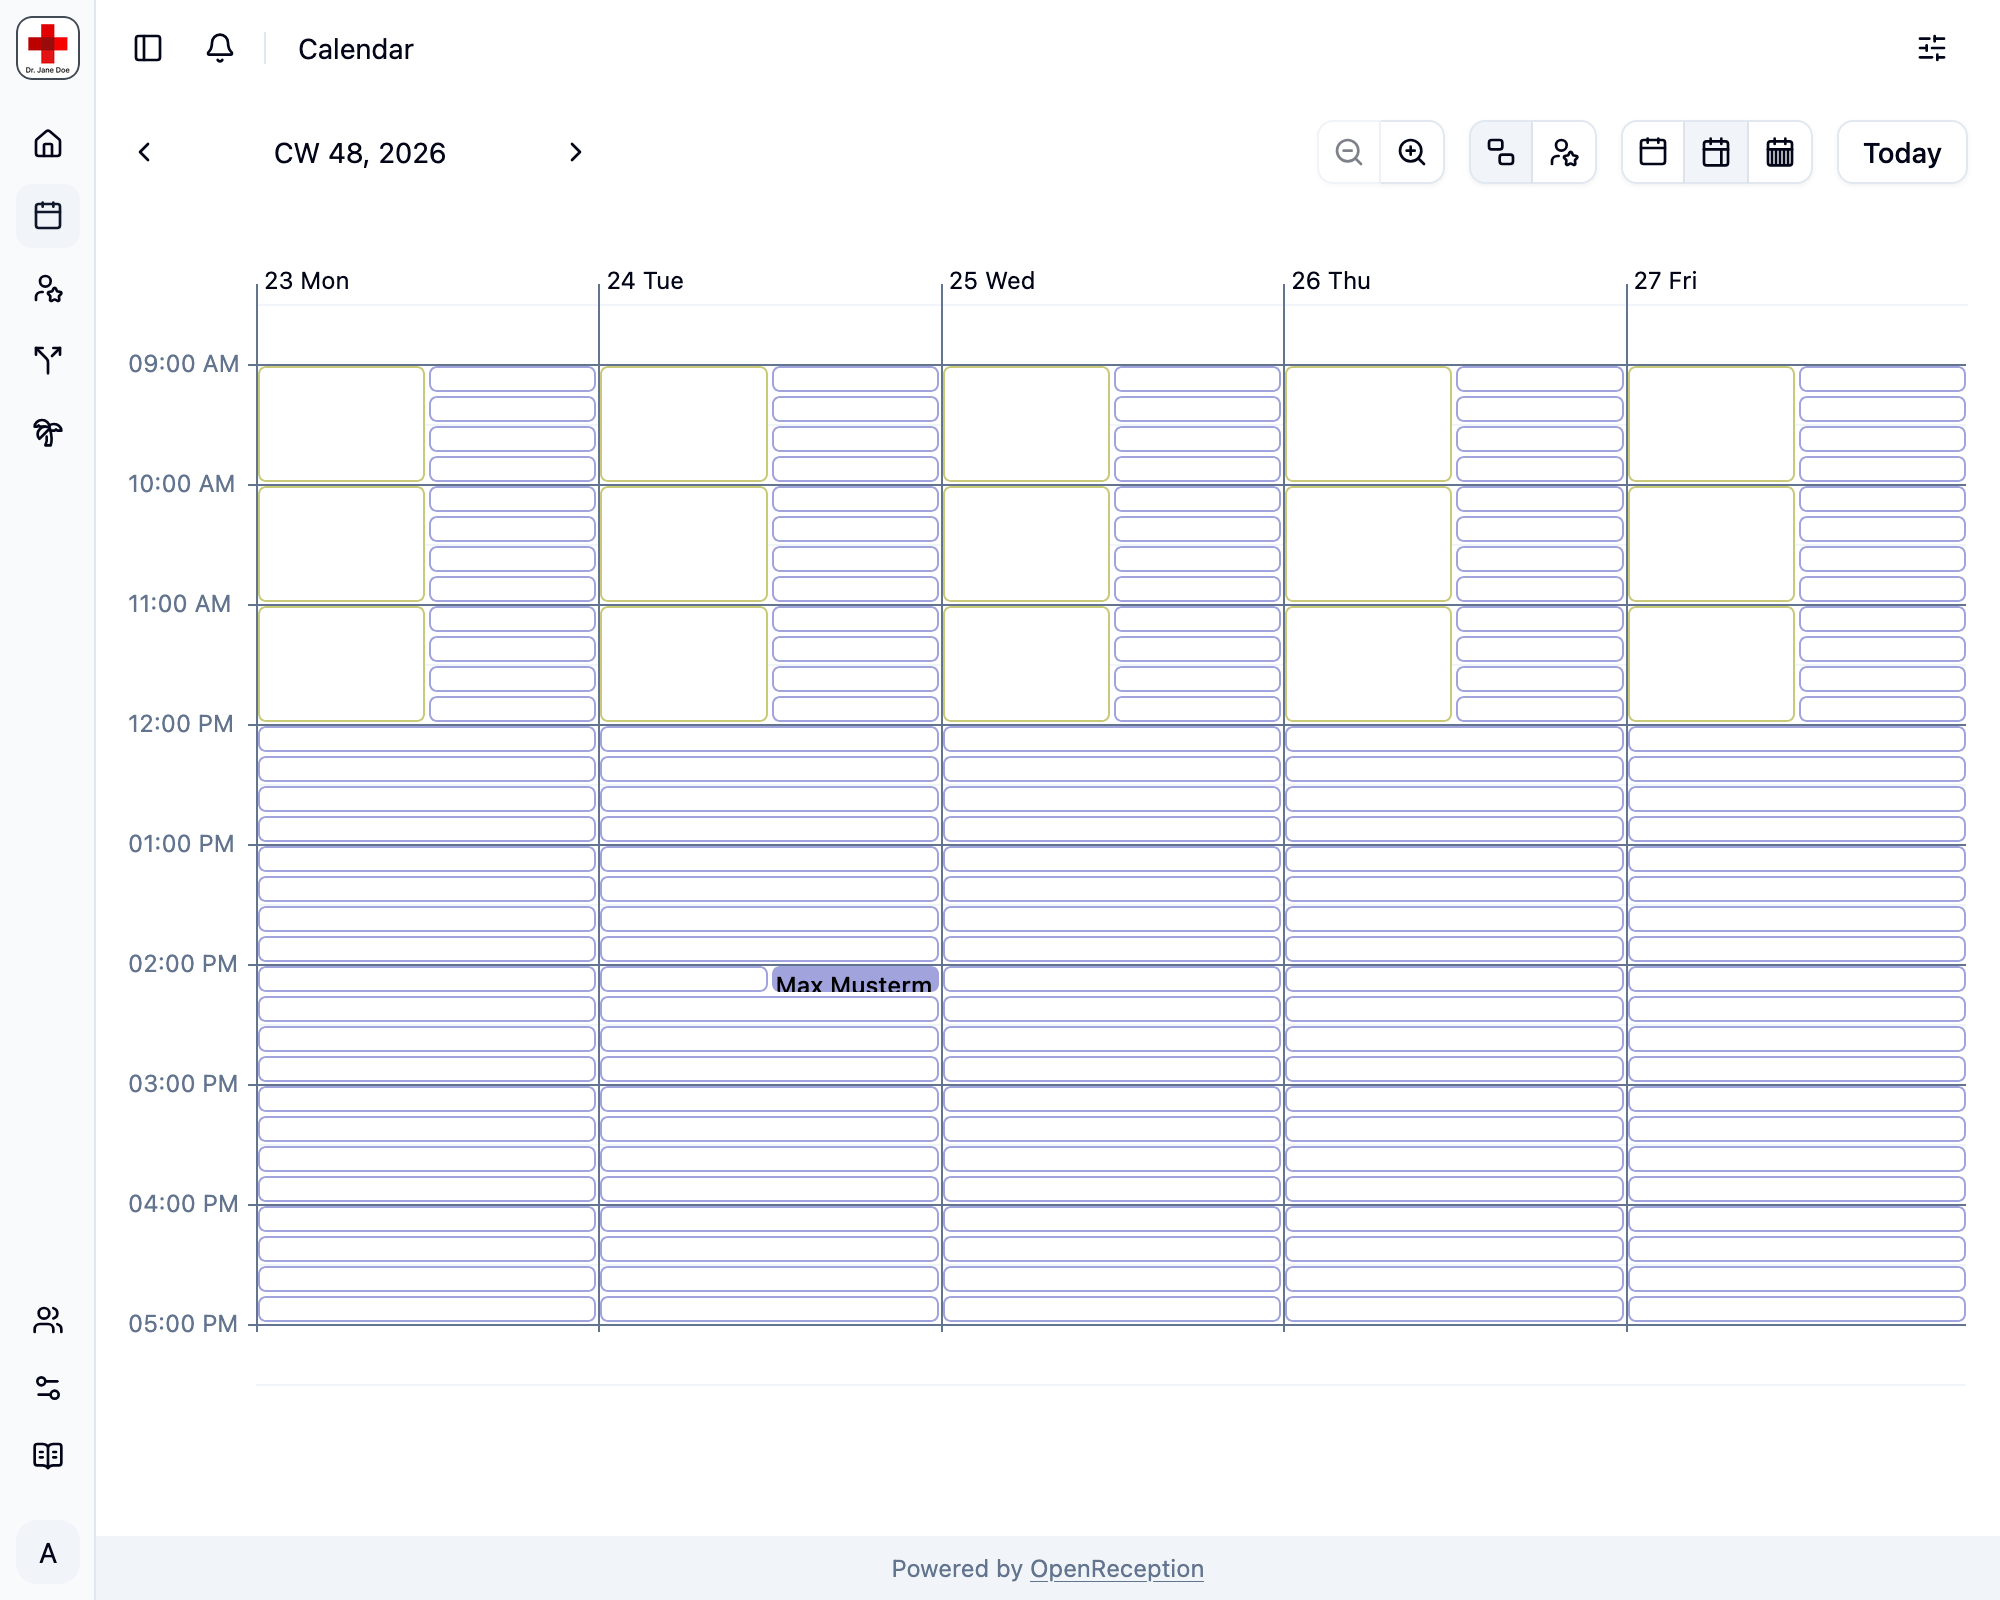 Dr. Jane Doe
Calendar
CW 48, 2026
Today
23 Mon
24 Tue
25 Wed
26 Thu
27 Fri
09:00 AM
10:00 AM
11:00 AM
12:00 PM
01:00 PM
02:00 PM
Max Musterm
03:00 PM
04:00 PM
05:00 PM
A
Powered by OpenReception